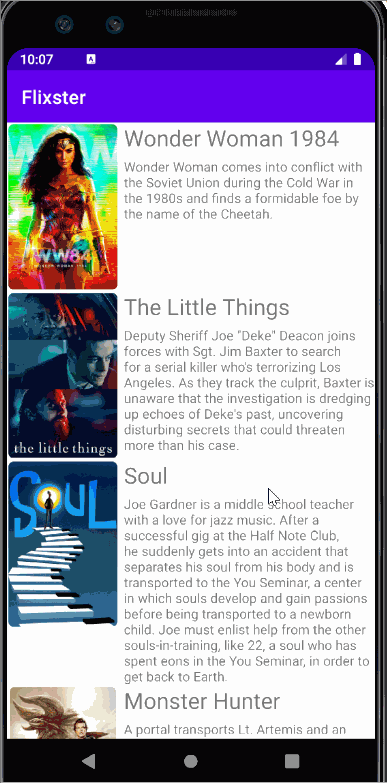 10:07
A
Flixster
Wonder Woman 1984
Wonder Woman comes into conflict with
the Soviet Union during the Cold War in
the 1980s and finds a formidable foe by
the name of the Cheetah.
WW84
The Little Things
Deputy Sheriff Joe "Deke" Deacon joins
forces with Sgt. Jim Baxter to search
for a serial killer who's terrorizing Los
Angeles. As they track the culprit, Baxter is
unaware that the investigation is dredging
up echoes of Deke's past, uncovering
disturbing secrets that could threaten
more than his case.
the little things
Soul
SOUL
Joe Gardner is a middle school teacher
with a love for jazz music. After a
successful gig at the Half Note Club,
he suddenly gets into an accident that
separates his soul from his body and is
transported to the You Seminar, a center
in which souls develop and gain passions
before being transported to a newborn
child. Joe must enlist help from the other
souls-in-training, like 22, a soul who has
spent eons in the You Seminar, in order to
get back to Earth.
Monster Hunter
A portal transports Lt. Artemis and an